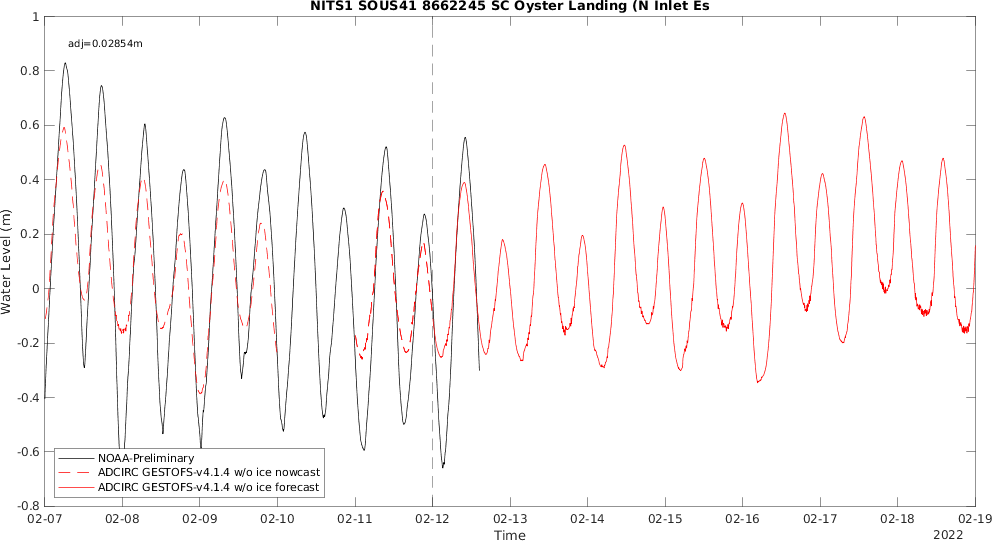 NITS1 SOUS41 8662245 SC Oyster Landing (N Inlet Es
adj=0.02854m
1
0.8
0.6
0.4
0.2
0
-0.2
-0.4
-0.6
-0.8
Water Level (m)
NOAA-Preliminary
ADCIRC GESTOFS-v4.1.4 w/o ice nowcast
ADCIRC GESTOFS-v4.1.4 w/o ice forecast
02-07 02-08 02-09 02-10 02-11 02-12 02-13 02-14 02-15 02-16 02-17 02-18 02-19
Time
2022